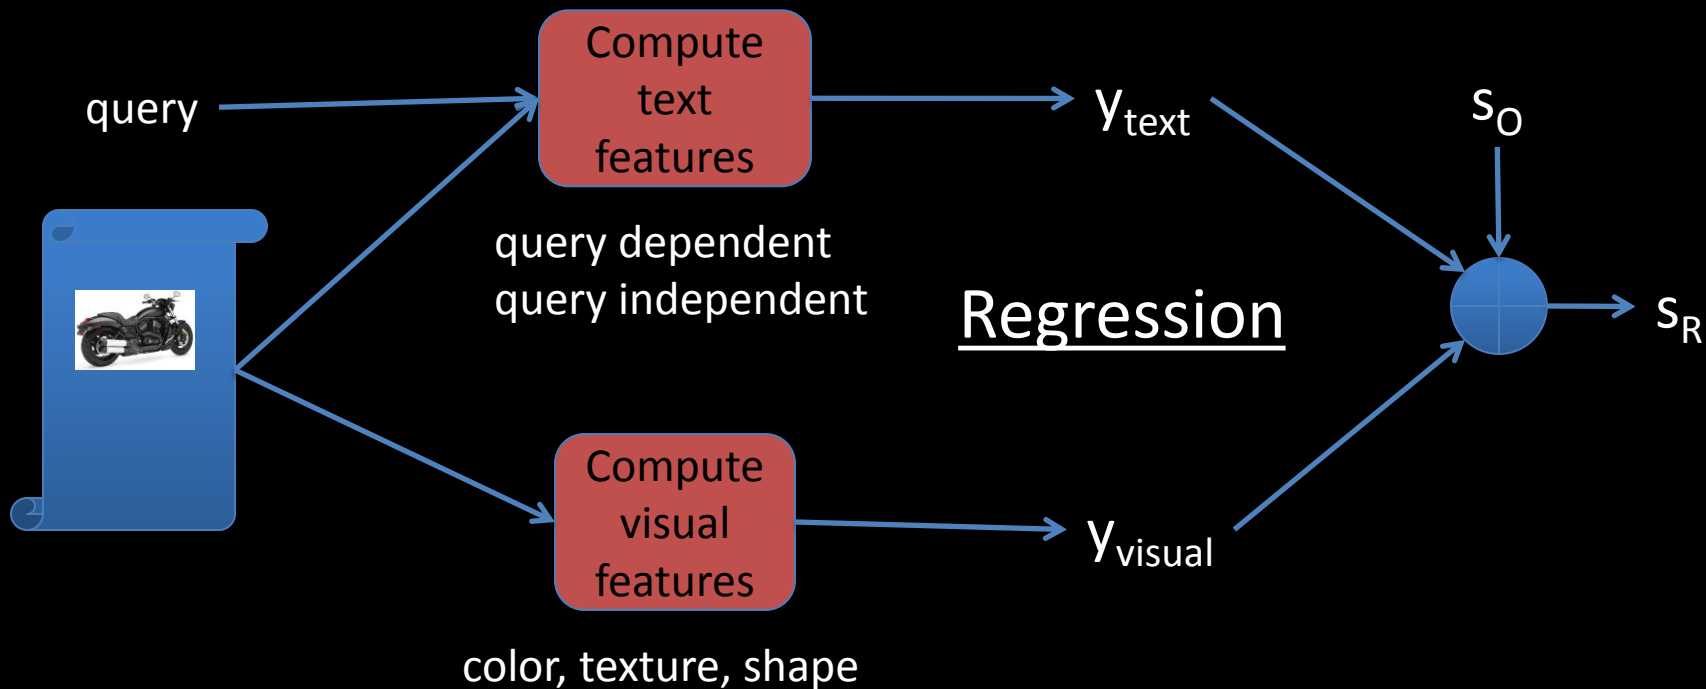 query
Compute
text
features
y_text
s_O
query dependent
query independent
Regression
s_R
Compute
visual
features
y_visual
color, texture, shape